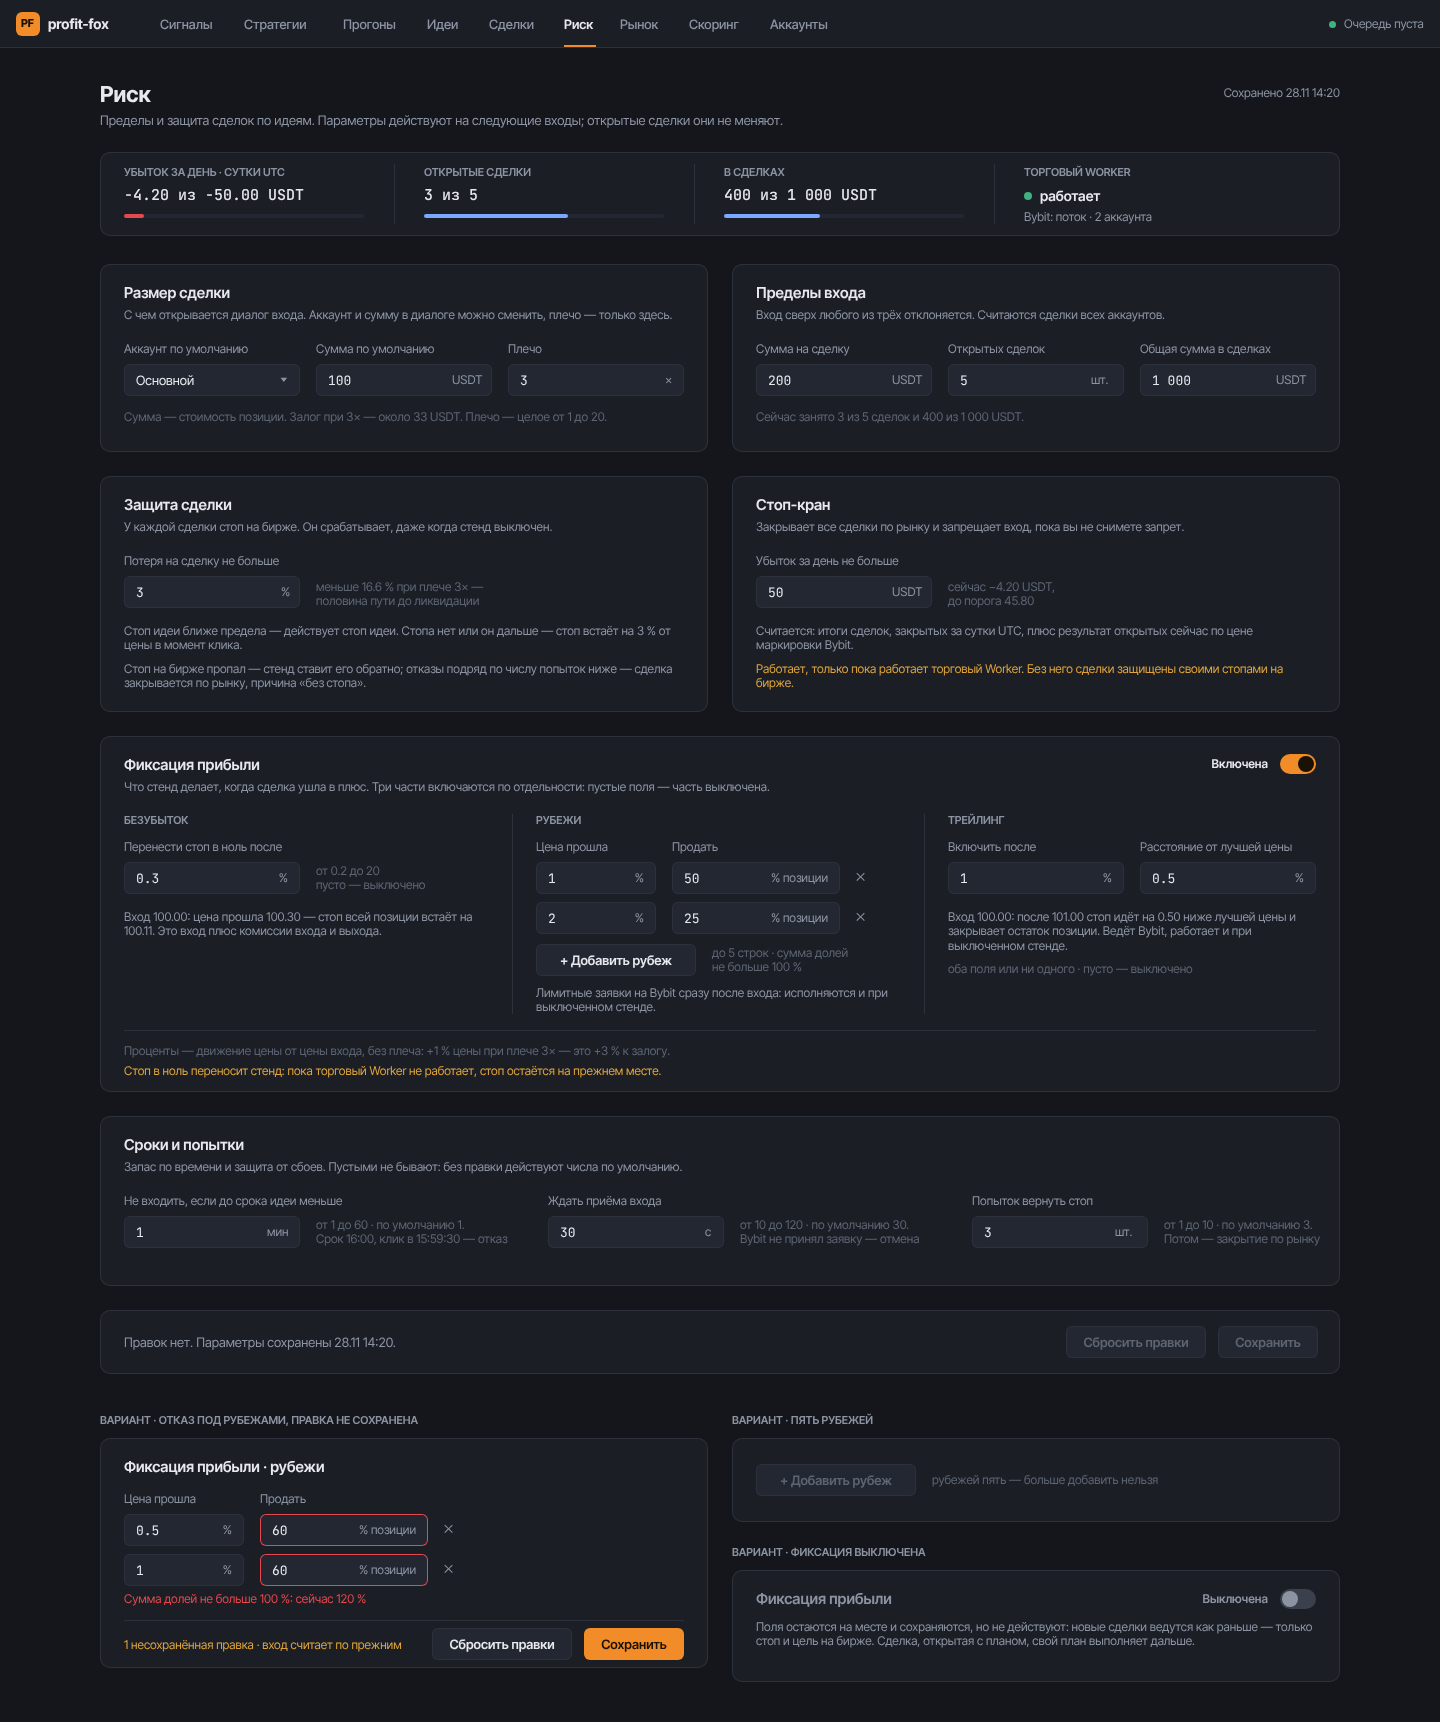 PF profit-fox Сигналы Стратегии Прогоны Идеи Сделки Риск Рынок Скоринг Аккаунты Очередь пуста
Риск
Сохранено 28.11 14:20
Пределы и защита сделок по идеям. Параметры действуют на следующие входы; открытые сделки они не меняют.
УБЫТОК ЗА ДЕНЬ · СУТКИ UTC
-4.20 из -50.00 USDT
ОТКРЫТЫЕ СДЕЛКИ
3 из 5
В СДЕЛКАХ
400 из 1 000 USDT
ТОРГОВЫЙ WORKER
работает
Bybit: поток · 2 аккаунта
Размер сделки
С чем открывается диалог входа. Аккаунт и сумму в диалоге можно сменить, плечо — только здесь.
Аккаунт по умолчанию Сумма по умолчанию Плечо
Основной 100 USDT 3 ×
Сумма — стоимость позиции. Залог при 3× — около 33 USDT. Плечо — целое от 1 до 20.
Пределы входа
Вход сверх любого из трёх отклоняется. Считаются сделки всех аккаунтов.
Сумма на сделку Открытых сделок Общая сумма в сделках
200 USDT 5 шт. 1 000 USDT
Сейчас занято 3 из 5 сделок и 400 из 1 000 USDT.
Защита сделки
У каждой сделки стоп на бирже. Он срабатывает, даже когда стенд выключен.
Потеря на сделку не больше
3 %
меньше 16.6 % при плече 3× —
половина пути до ликвидации
Стоп идеи ближе предела — действует стоп идеи. Стопа нет или он дальше — стоп встаёт на 3 % от
цены в момент клика.
Стоп на бирже пропал — стенд ставит его обратно; отказы подряд по числу попыток ниже — сделка
закрывается по рынку, причина «без стопа».
Стоп-кран
Закрывает все сделки по рынку и запрещает вход, пока вы не снимете запрет.
Убыток за день не больше
50 USDT
сейчас −4.20 USDT,
до порога 45.80
Считается: итоги сделок, закрытых за сутки UTC, плюс результат открытых сейчас по цене
маркировки Bybit.
Работает, только пока работает торговый Worker. Без него сделки защищены своими стопами на
бирже.
Фиксация прибыли
Включена
Что стенд делает, когда сделка ушла в плюс. Три части включаются по отдельности: пустые поля — часть выключена.
БЕЗУБЫТОК
Перенести стоп в ноль после
0.3 %
от 0.2 до 20
пусто — выключено
Вход 100.00: цена прошла 100.30 — стоп всей позиции встаёт на
100.11. Это вход плюс комиссии входа и выхода.
РУБЕЖИ
Цена прошла Продать
1 % 50 % позиции ×
2 % 25 % позиции ×
+ Добавить рубеж
до 5 строк · сумма долей
не больше 100 %
Лимитные заявки на Bybit сразу после входа: исполняются и при
выключенном стенде.
ТРЕЙЛИНГ
Включить после Расстояние от лучшей цены
1 % 0.5 %
Вход 100.00: после 101.00 стоп идёт на 0.50 ниже лучшей цены и
закрывает остаток позиции. Ведёт Bybit, работает и при
выключенном стенде.
оба поля или ни одного · пусто — выключено
Проценты — движение цены от цены входа, без плеча: +1 % цены при плече 3× — это +3 % к залогу.
Стоп в ноль переносит стенд: пока торговый Worker не работает, стоп остаётся на прежнем месте.
Сроки и попытки
Запас по времени и защита от сбоев. Пустыми не бывают: без правки действуют числа по умолчанию.
Не входить, если до срока идеи меньше
1 мин
от 1 до 60 · по умолчанию 1.
Срок 16:00, клик в 15:59:30 — отказ
Ждать приёма входа
30 с
от 10 до 120 · по умолчанию 30.
Bybit не принял заявку — отмена
Попыток вернуть стоп
3 шт.
от 1 до 10 · по умолчанию 3.
Потом — закрытие по рынку
Правок нет. Параметры сохранены 28.11 14:20.
Сбросить правки Сохранить
ВАРИАНТ · ОТКАЗ ПОД РУБЕЖАМИ, ПРАВКА НЕ СОХРАНЕНА
Фиксация прибыли · рубежи
Цена прошла Продать
0.5 % 60 % позиции ×
1 % 60 % позиции ×
Сумма долей не больше 100 %: сейчас 120 %
1 несохранённая правка · вход считает по прежним
Сбросить правки Сохранить
ВАРИАНТ · ПЯТЬ РУБЕЖЕЙ
+ Добавить рубеж рубежей пять — больше добавить нельзя
ВАРИАНТ · ФИКСАЦИЯ ВЫКЛЮЧЕНА
Фиксация прибыли
Выключена
Поля остаются на месте и сохраняются, но не действуют: новые сделки ведутся как раньше — только
стоп и цель на бирже. Сделка, открытая с планом, свой план выполняет дальше.